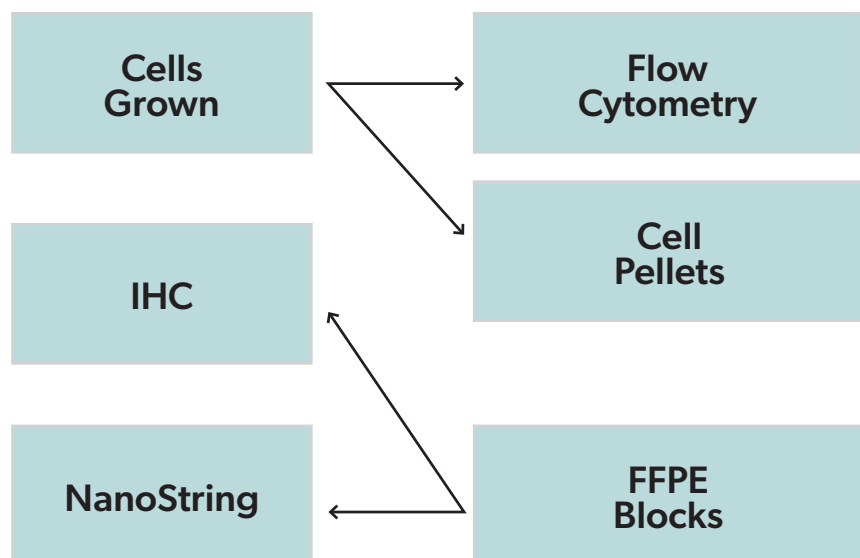 Cells
Grown
Flow
Cytometry
Cell
Pellets
IHC
NanoString
FFPE
Blocks